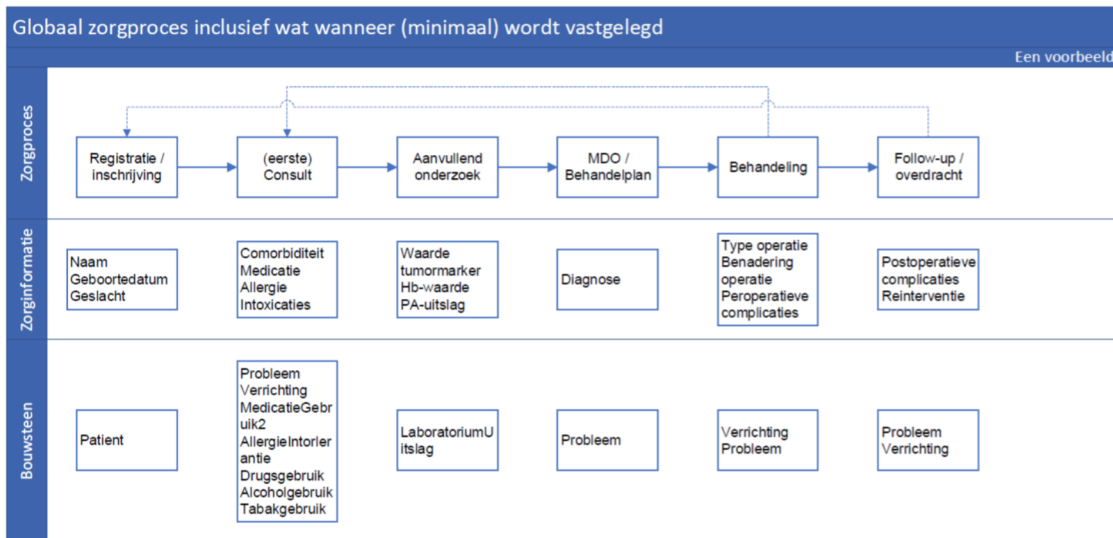 Globaal zorgproces inclusief wat wanneer (minimaal) wordt vastgelegd
Een voorbeeld
Zorgproces
Registratie /
inschrijving
(eerste)
Consult
Aanvullend
onderzoek
MDO /
Behandelplan
Behandeling
Follow-up /
overdracht
Zorginformatie
Naam
Geboortedatum
Geslacht
Comorbiditeit
Medicatie
Allergie
Intoxicaties
Waarde
tumormarker
Hb-waarde
PA-uitslag
Diagnose
Type operatie
Benadering
operatie
Peroperatieve
complicaties
Postoperatieve
complicaties
Reinterventie
Bouwsteen
Patient
Probleem
Verrichting
MedicatieGebr
uik2
AllergieIntorler
antie
Drugsgebruik
Alcoholgebruik
Tabakgebruik
LaboratoriumU
itslag
Probleem
Verrichting
Probleem
Probleem
Verrichting